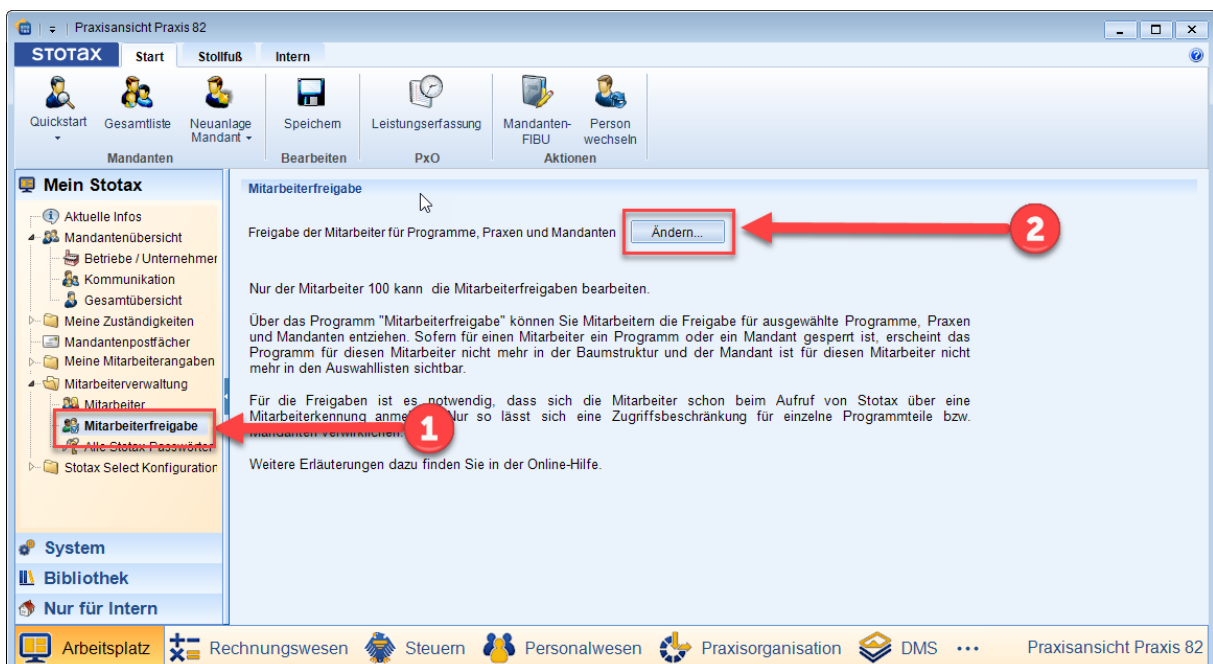 Praxisansicht Praxis 82
STOTAX Start Stollfuß Intern
Quickstart Gesamtliste Neuanlage Mandant Speichern Leistungserfassung Mandanten-FIBU Person wechseln
Mandanten Bearbeiten PxO Aktionen
Mein Stotax
Aktuelle Infos
Mandantenübersicht
Betriebe / Unternehmer
Kommunikation
Gesamtübersicht
Meine Zuständigkeiten
Mandantenpostfächer
Meine Mitarbeiterangaben
Mitarbeiterverwaltung
Mitarbeiter
Mitarbeiterfreigabe
Alle Stotax Passwörter
Stotax Select Konfiguration
System
Bibliothek
Nur für Intern
1
Mitarbeiterfreigabe
Freigabe der Mitarbeiter für Programme, Praxen und Mandanten Ändern...
2
Nur der Mitarbeiter 100 kann die Mitarbeiterfreigaben bearbeiten.
Über das Programm "Mitarbeiterfreigabe" können Sie Mitarbeitern die Freigabe für ausgewählte Programme, Praxen
und Mandanten entziehen. Sofern für einen Mitarbeiter ein Programm oder ein Mandant gesperrt ist, erscheint das
Programm für diesen Mitarbeiter nicht mehr in der Baumstruktur und der Mandant ist für diesen Mitarbeiter nicht
mehr in den Auswahllisten sichtbar.
Für die Freigaben ist es notwendig, dass sich die Mitarbeiter schon beim Aufruf von Stotax über eine
Mitarbeiterkennung Nur so lässt sich eine Zugriffsbeschränkung für einzelne Programmteile bzw.
Mandanten verwirklichen.
Weitere Erläuterungen dazu finden Sie in der Online-Hilfe.
Arbeitsplatz Rechnungswesen Steuern Personalwesen Praxisorganisation DMS ... Praxisansicht Praxis 82